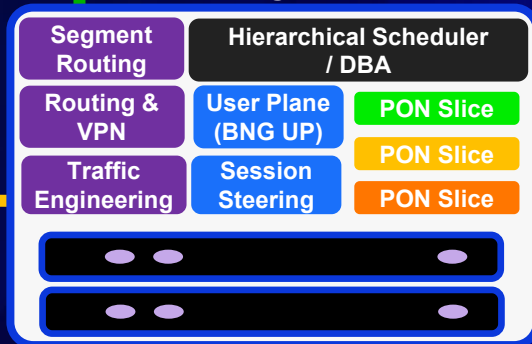 Segment
Routing
Hierarchical Scheduler
/ DBA
Routing &
VPN
User Plane
(BNG UP)
PON Slice
PON Slice
Traffic
Engineering
Session
Steering
PON Slice